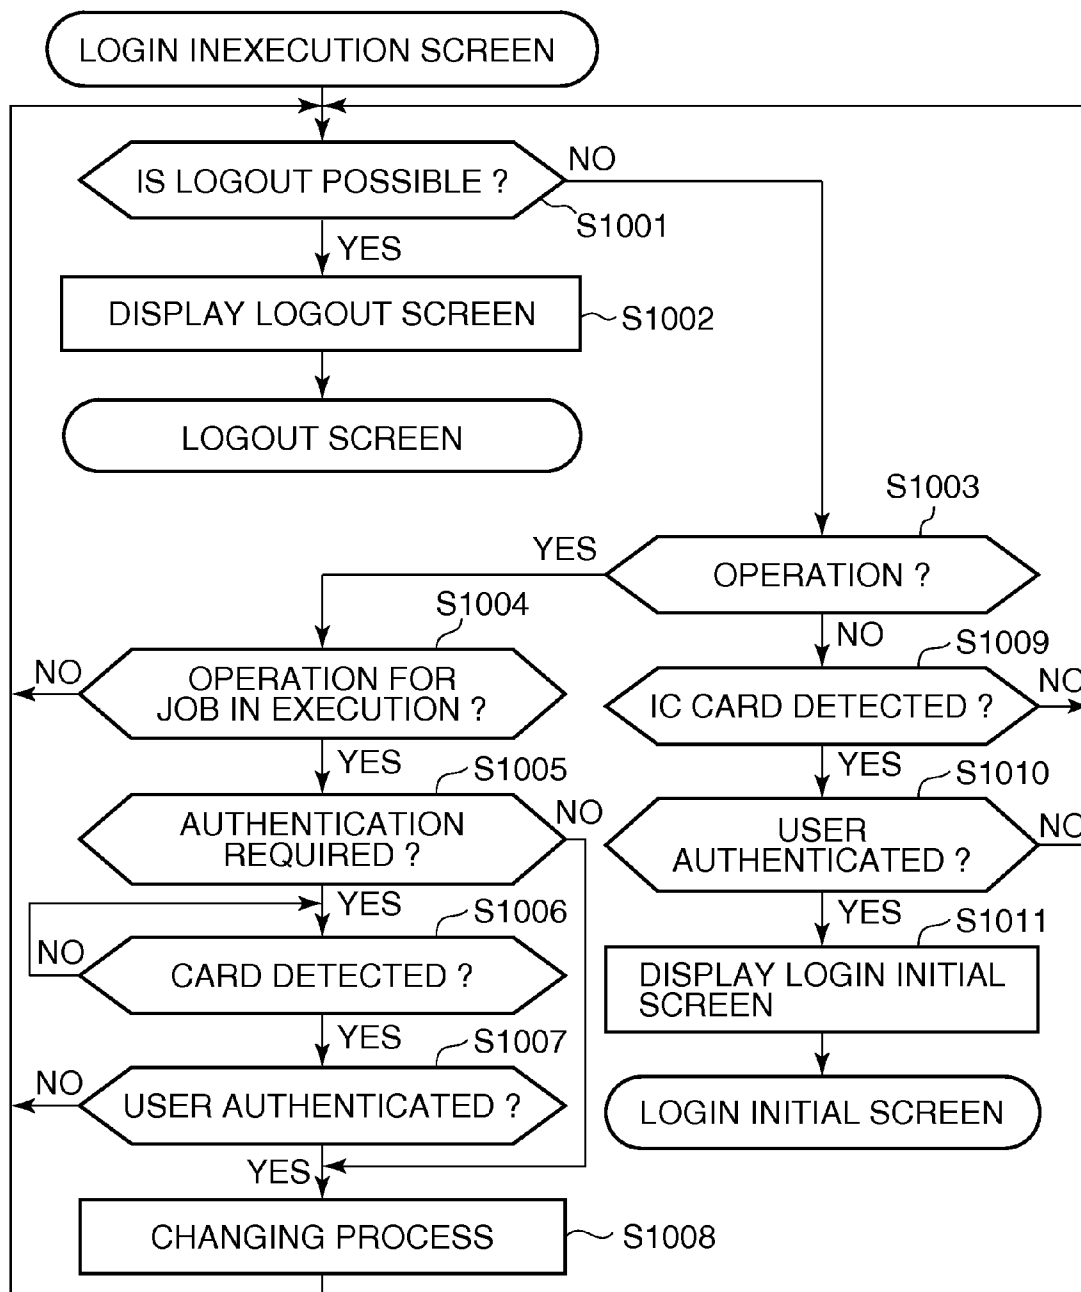 LOGIN INEXECUTION SCREEN
IS LOGOUT POSSIBLE ?
NO
S1001
YES
DISPLAY LOGOUT SCREEN
S1002
LOGOUT SCREEN
S1003
YES
OPERATION ?
S1004
NO
S1009
NO
OPERATION FOR
JOB IN EXECUTION ?
IC CARD DETECTED ?
NO
YES
S1005
YES
S1010
AUTHENTICATION
REQUIRED ?
NO
USER
AUTHENTICATED ?
NO
YES
S1006
YES
S1011
NO
CARD DETECTED ?
DISPLAY LOGIN INITIAL
SCREEN
YES
S1007
NO
USER AUTHENTICATED ?
LOGIN INITIAL SCREEN
YES
CHANGING PROCESS
S1008